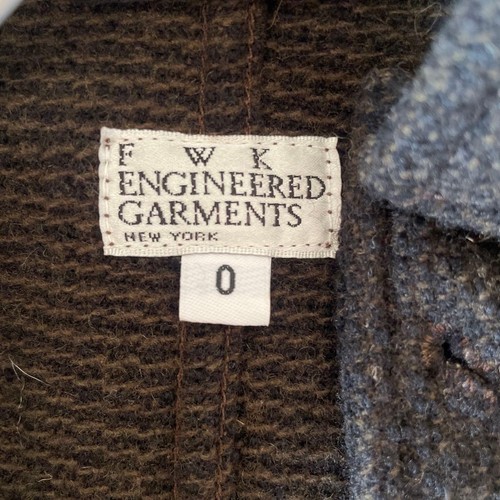 F W K
ENGINEERED
GARMENTS
NEW YORK
0